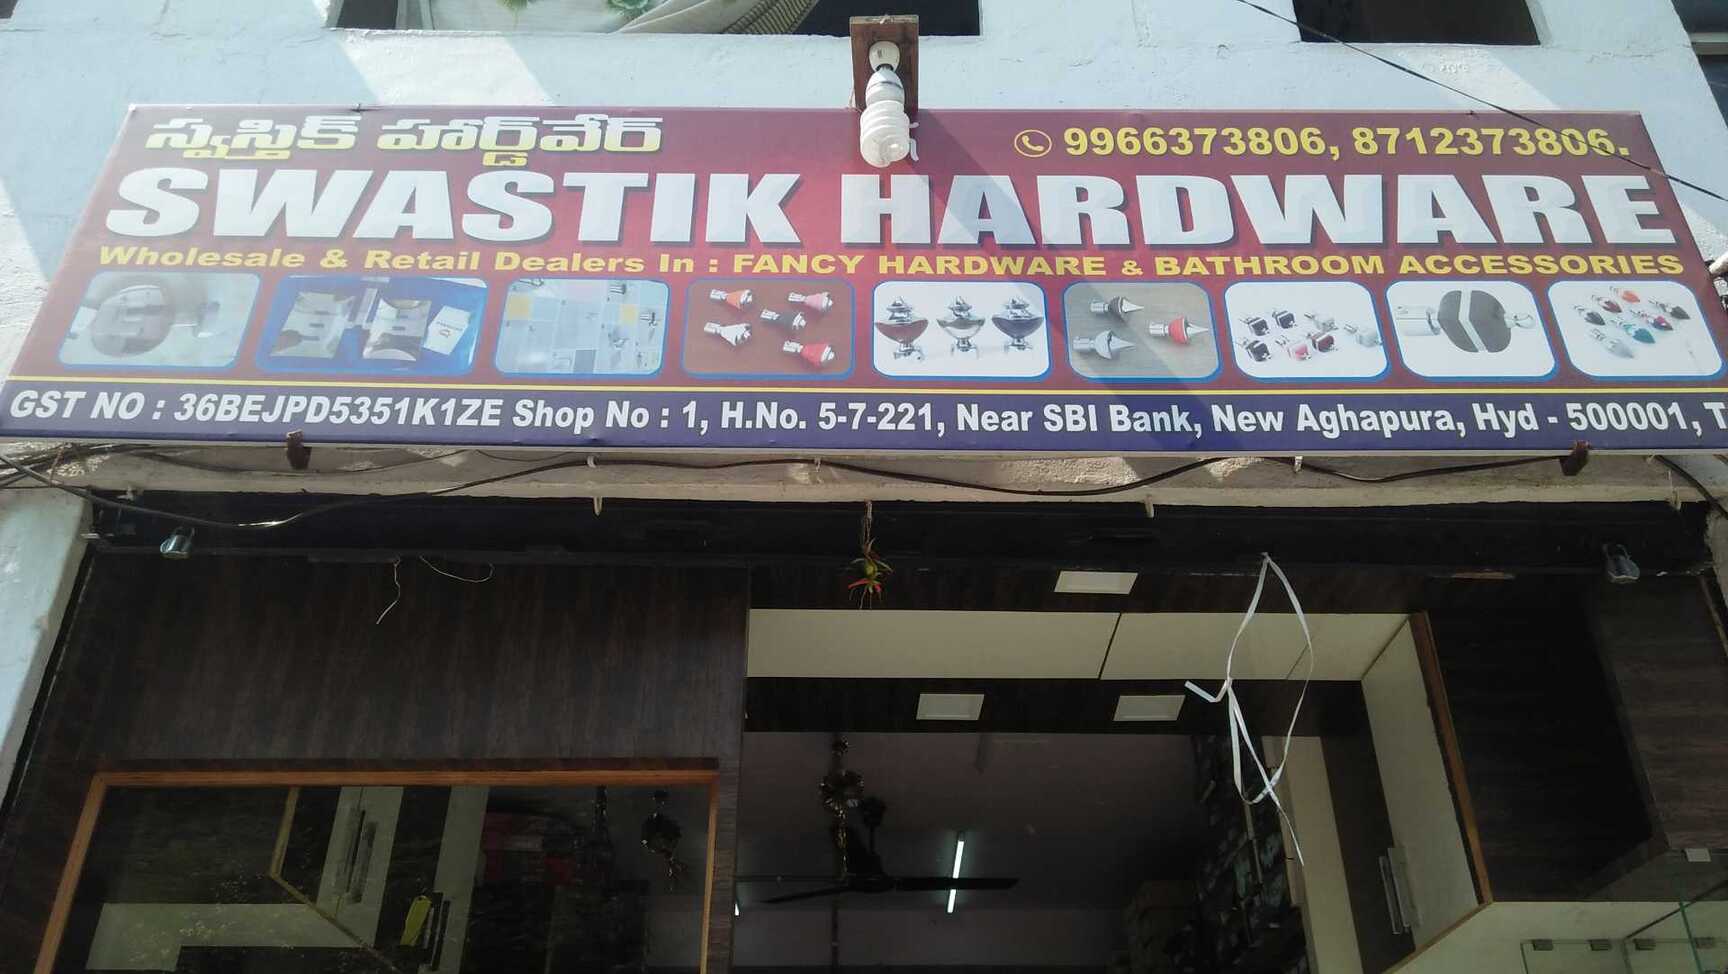 స్వస్తిక్ హార్డ్‌వేర్
9966373806, 8712373806.
SWASTIK HARDWARE
Wholesale & Retail Dealers In : FANCY HARDWARE & BATHROOM ACCESSORIES
GST NO : 36BEJPD5351K1ZE Shop No : 1, H.No. 5-7-221, Near SBI Bank, New Aghapura, Hyd - 500001, T